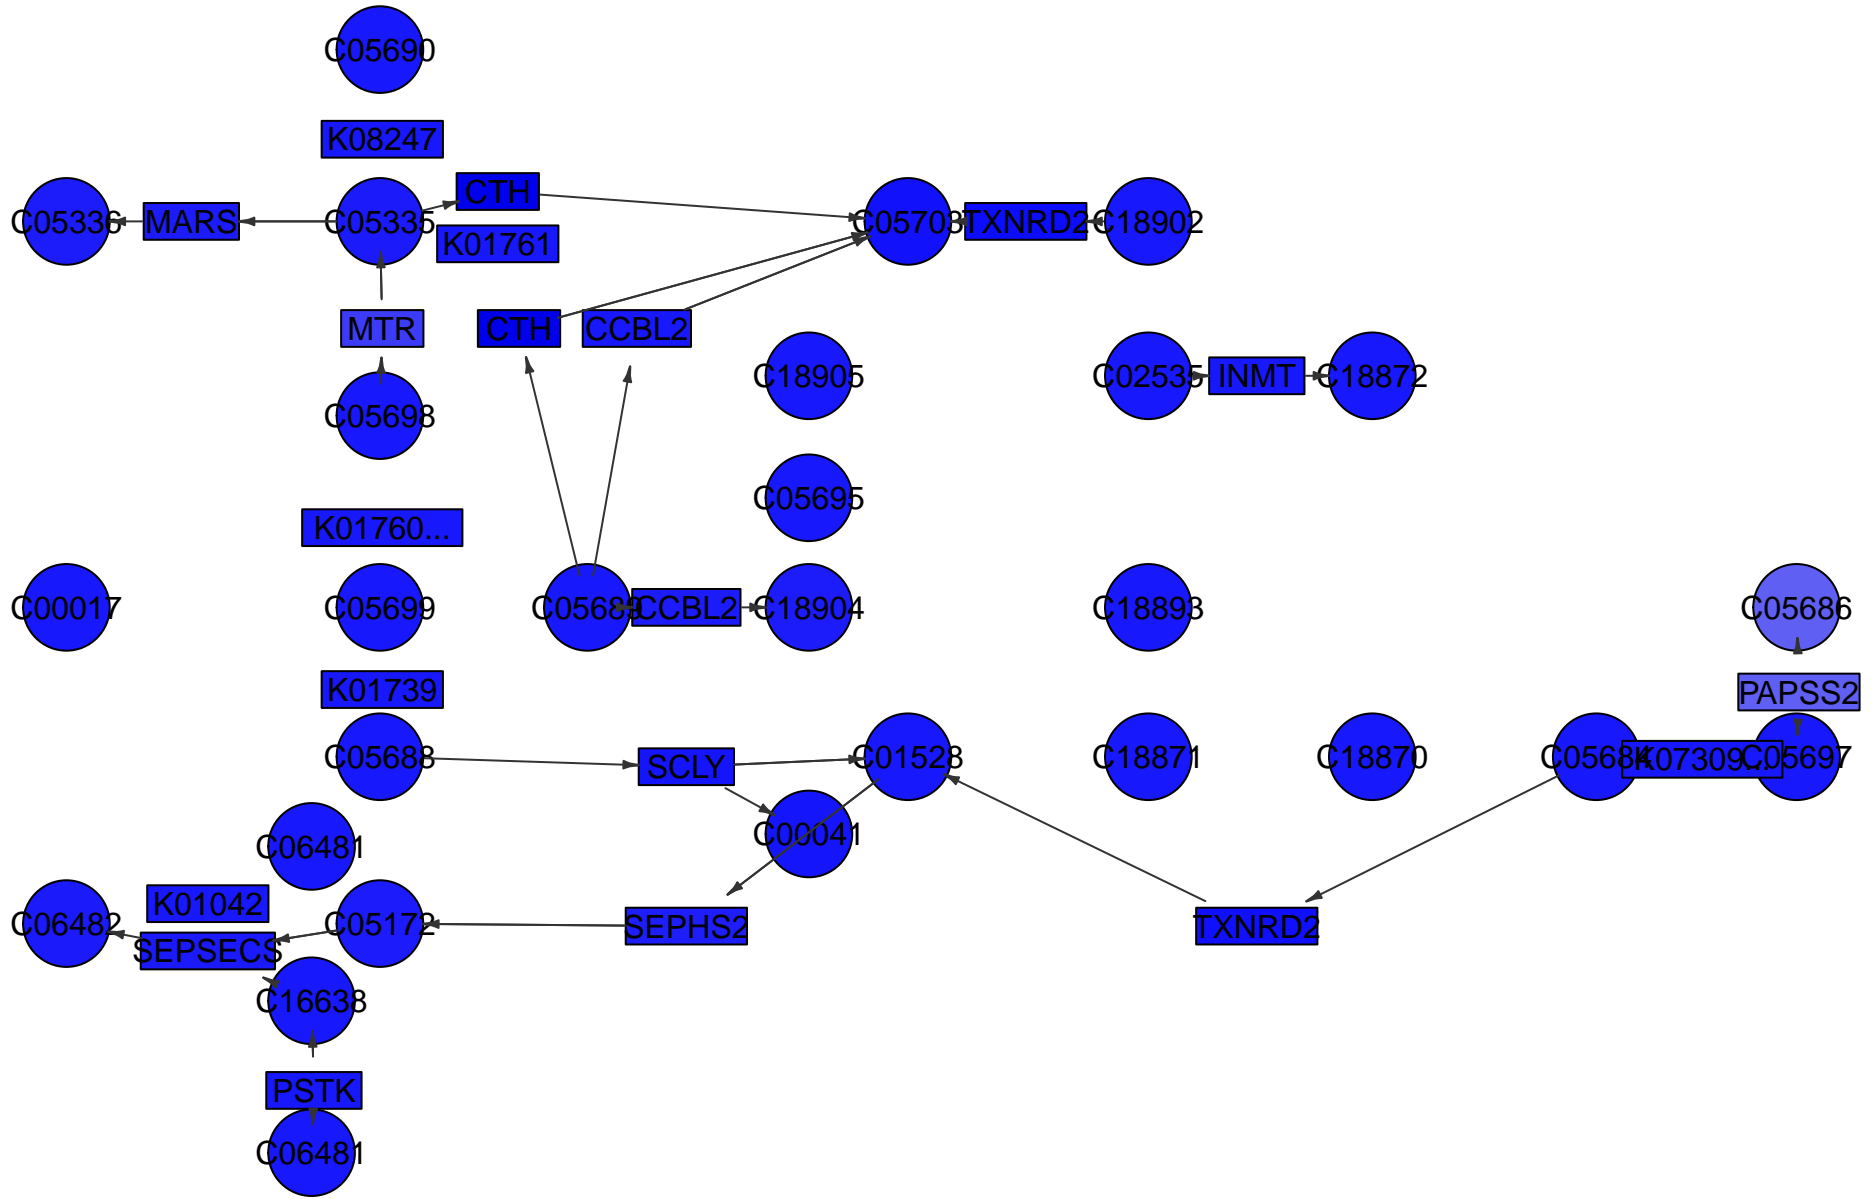 C05690
K08247
CTH
C05336
MARS
C05335
C05703
TXNRD2
C18902
K01761
MTR
CTH
CCBL2
C18905
C02535
INMT
C18872
C05698
C05695
K01760...
C00017
C05699
C05689
CCBL2
C18904
C18893
C05686
K01739
PAPSS2
C05688
SCLY
C01528
C18871
C18870
C05684
K07309...
C05697
C00041
C06481
K01042
C06482
C05172
SEPHS2
TXNRD2
SEPSECS
C16638
PSTK
C06481